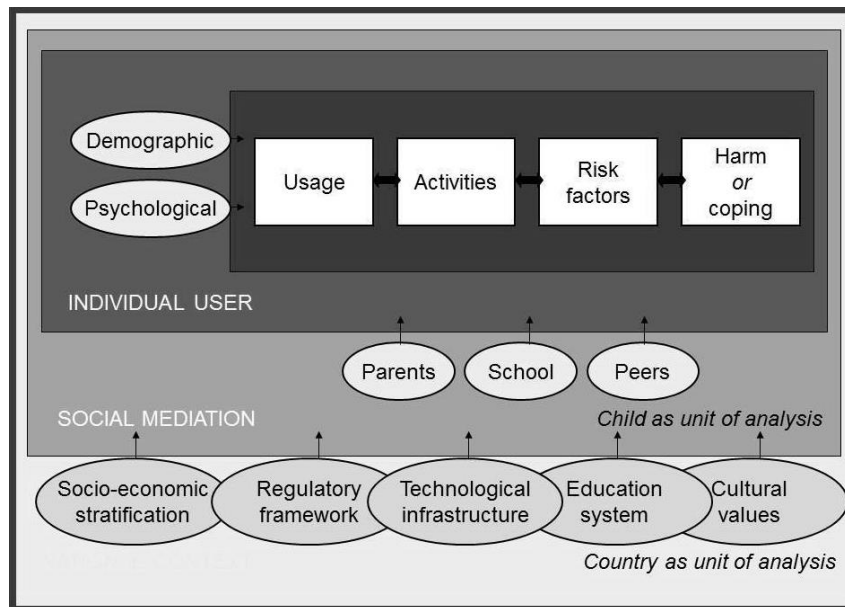 Demographic
Psychological
Usage
Activities
Risk
factors
Harm
or
coping
INDIVIDUAL USER
Parents
School
Peers
SOCIAL MEDIATION
Child as unit of analysis
Socio-economic
stratification
Regulatory
framework
Technological
infrastructure
Education
system
Cultural
values
Country as unit of analysis